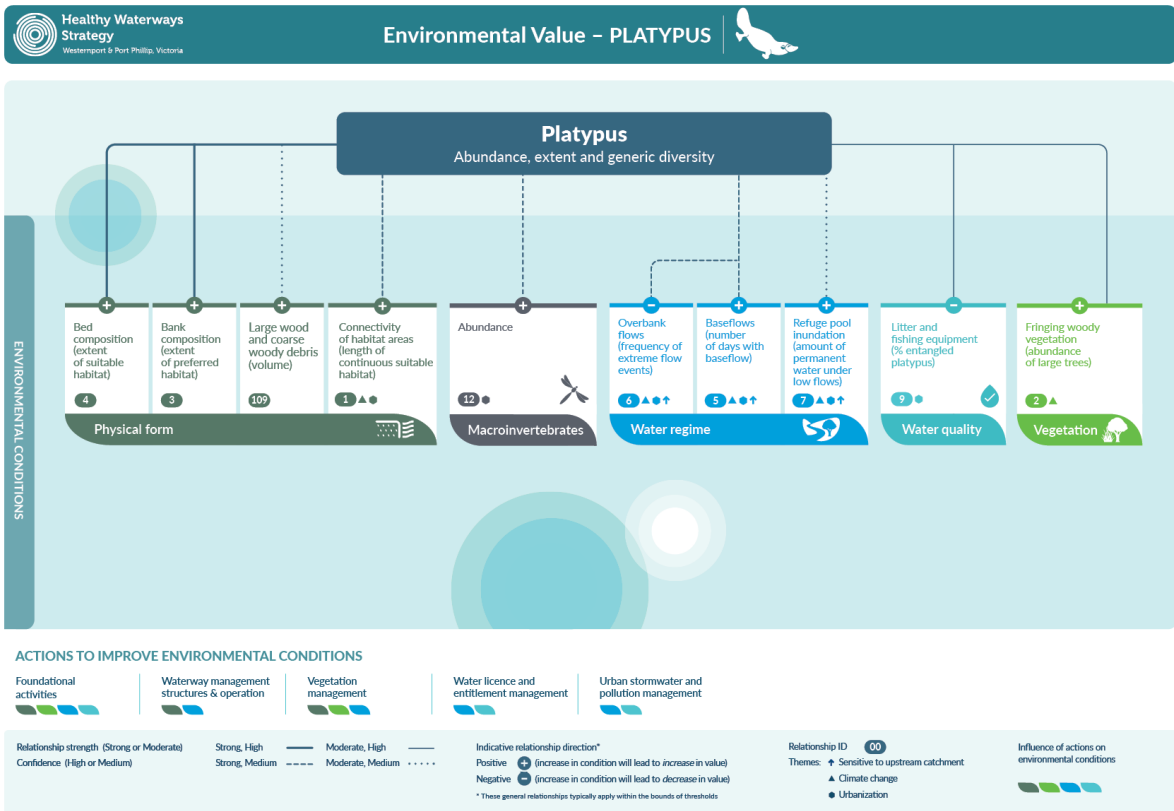 Healthy Waterways
Strategy
Westernport & Port Phillip, Victoria
Environmental Value – PLATYPUS
Platypus
Abundance, extent and generic diversity
ENVIRONMENTAL CONDITIONS
Bed
composition
(extent
of suitable
habitat)
4
Bank
composition
(extent
of preferred
habitat)
3
Large wood
and coarse
woody debris
(volume)
109
Connectivity
of habitat areas
(length of
continuous suitable
habitat)
1
Physical form
Abundance
12
Macroinvertebrates
Overbank
flows
(frequency of
extreme flow
events)
6
Baseflows
(number
of days with
baseflow)
5
Refuge pool
inundation
(amount of
permanent
water under
low flows)
7
Water regime
Litter and
fishing equipment
(% entangled
platypus)
9
Water quality
Fringing woody
vegetation
(abundance
of large trees)
2
Vegetation
ACTIONS TO IMPROVE ENVIRONMENTAL CONDITIONS
Foundational
activities
Waterway management
structures & operation
Vegetation
management
Water licence and
entitlement management
Urban stormwater and
pollution management
Relationship strength (Strong or Moderate)
Confidence (High or Medium)
Strong, High
Strong, Medium
Moderate, High
Moderate, Medium
Indicative relationship direction*
Positive + (increase in condition will lead to increase in value)
Negative – (increase in condition will lead to decrease in value)
* These general relationships typically apply within the bounds of thresholds
Relationship ID 00
Themes: Sensitive to upstream catchment
Climate change
Urbanization
Influence of actions on
environmental conditions